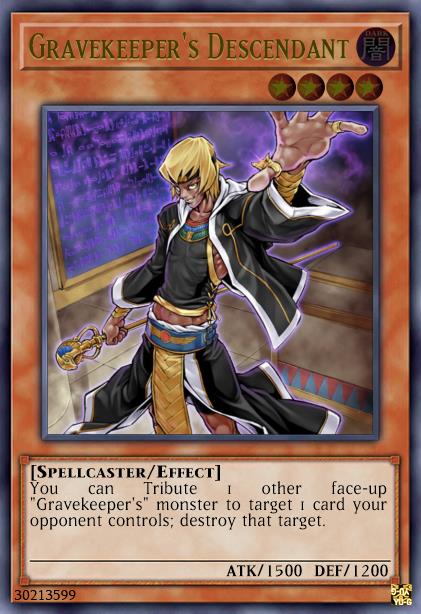 Gravekeeper's Descendant
DARK
闇
[Spellcaster/Effect]
You can Tribute 1 other face-up
"Gravekeeper's" monster to target 1 card your
opponent controls; destroy that target.
ATK/1500 DEF/1200
30213599